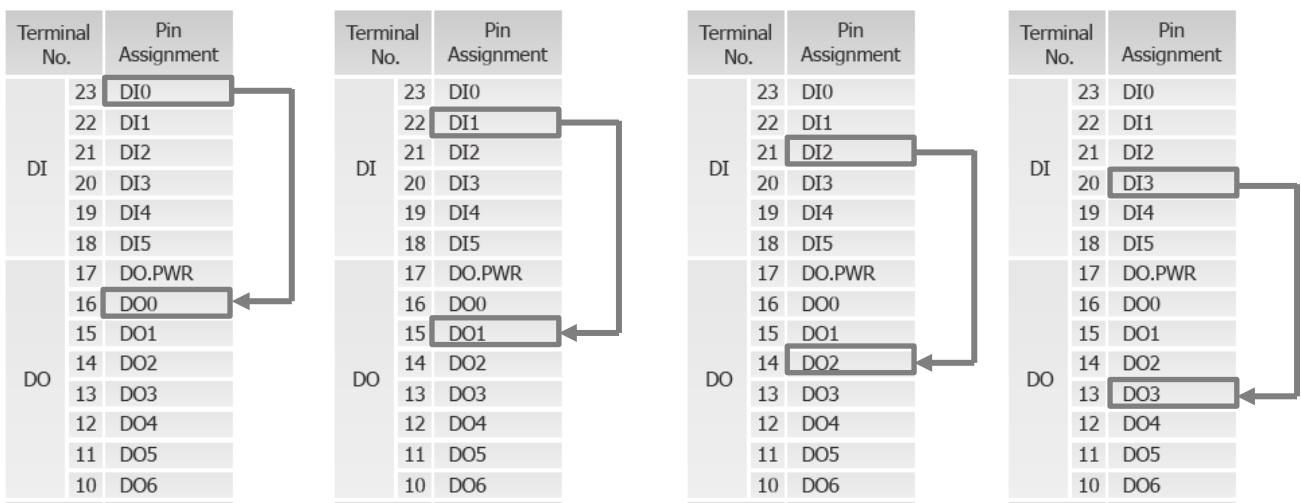 Terminal No. Pin Assignment
DI
23 DI0
22 DI1
21 DI2
20 DI3
19 DI4
18 DI5
DO
17 DO.PWR
16 DO0
15 DO1
14 DO2
13 DO3
12 DO4
11 DO5
10 DO6
Terminal No. Pin Assignment
DI
23 DI0
22 DI1
21 DI2
20 DI3
19 DI4
18 DI5
DO
17 DO.PWR
16 DO0
15 DO1
14 DO2
13 DO3
12 DO4
11 DO5
10 DO6
Terminal No. Pin Assignment
DI
23 DI0
22 DI1
21 DI2
20 DI3
19 DI4
18 DI5
DO
17 DO.PWR
16 DO0
15 DO1
14 DO2
13 DO3
12 DO4
11 DO5
10 DO6
Terminal No. Pin Assignment
DI
23 DI0
22 DI1
21 DI2
20 DI3
19 DI4
18 DI5
DO
17 DO.PWR
16 DO0
15 DO1
14 DO2
13 DO3
12 DO4
11 DO5
10 DO6